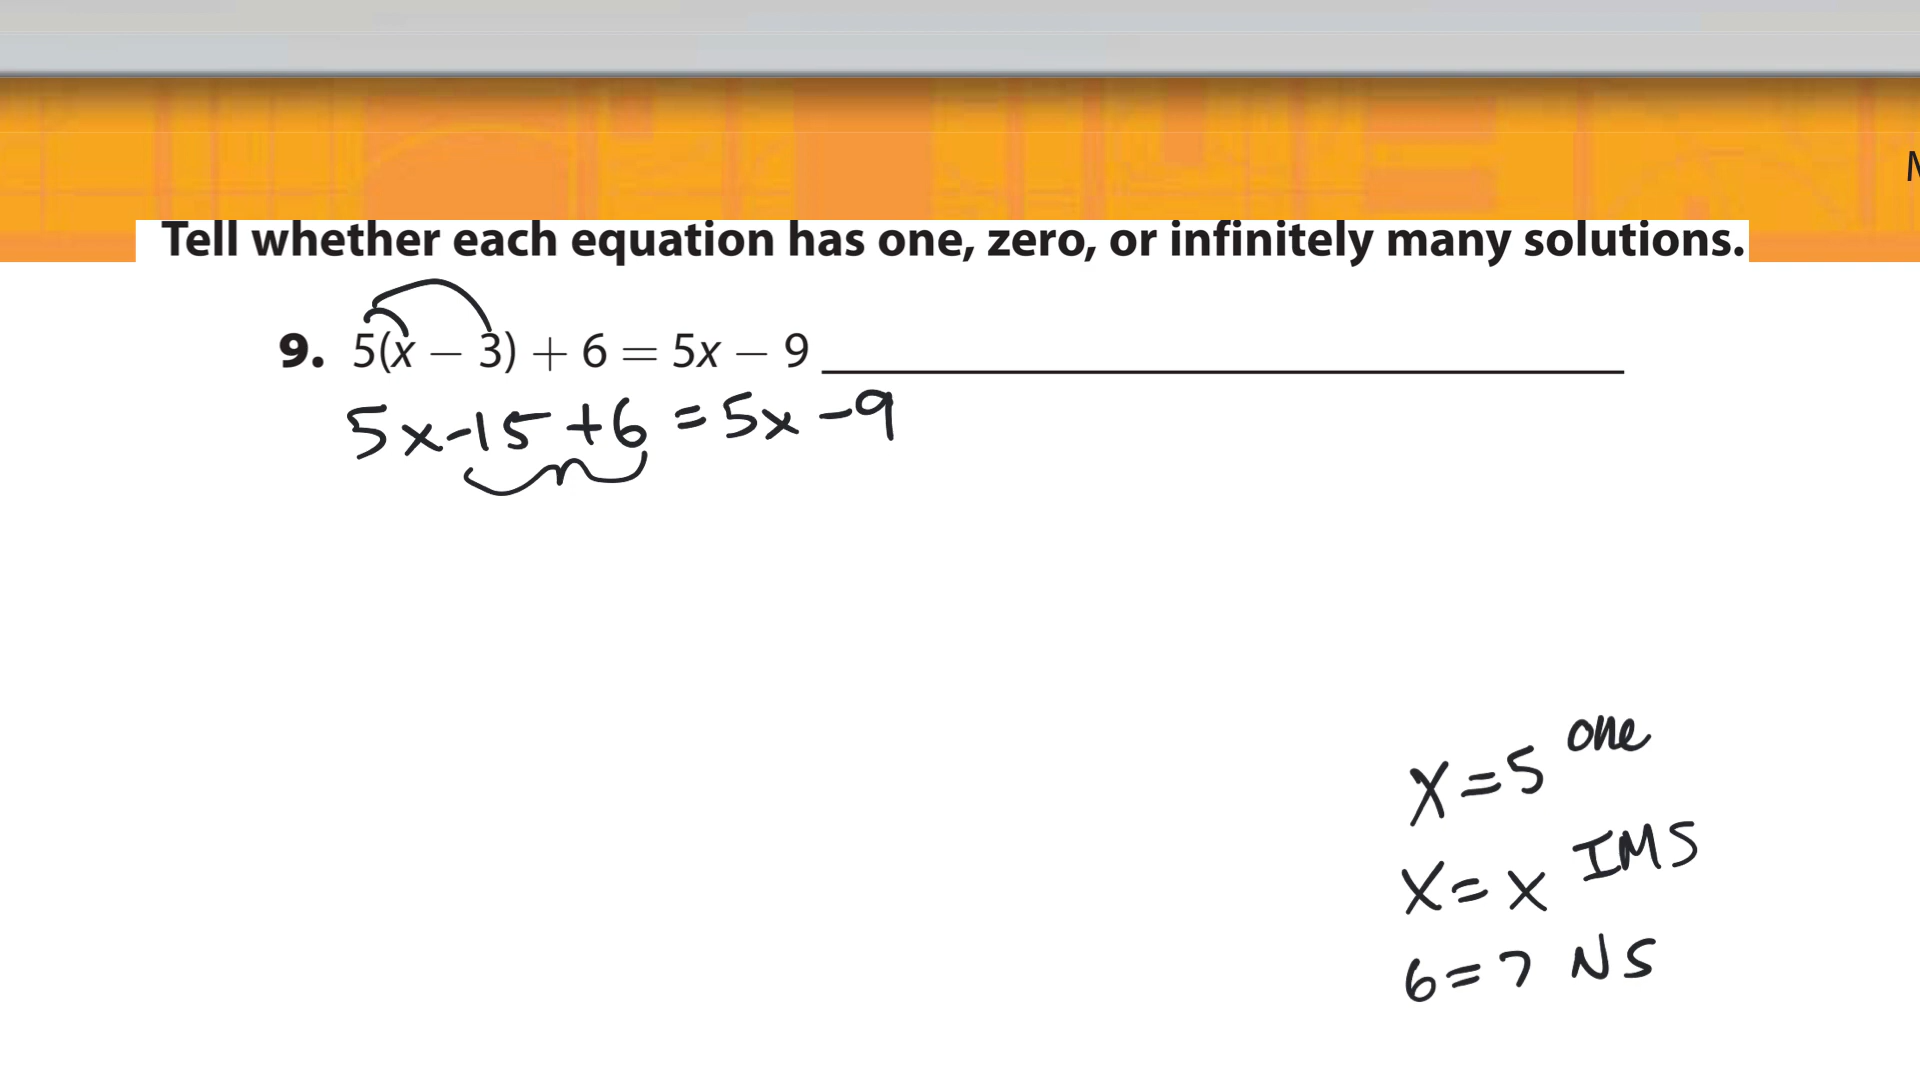 M
Tell whether each equation has one, zero, or infinitely many solutions.
9. 5(x − 3) + 6 = 5x − 9
5x-15+6 = 5x -9
X=5 one
X=x IMS
6=7 NS